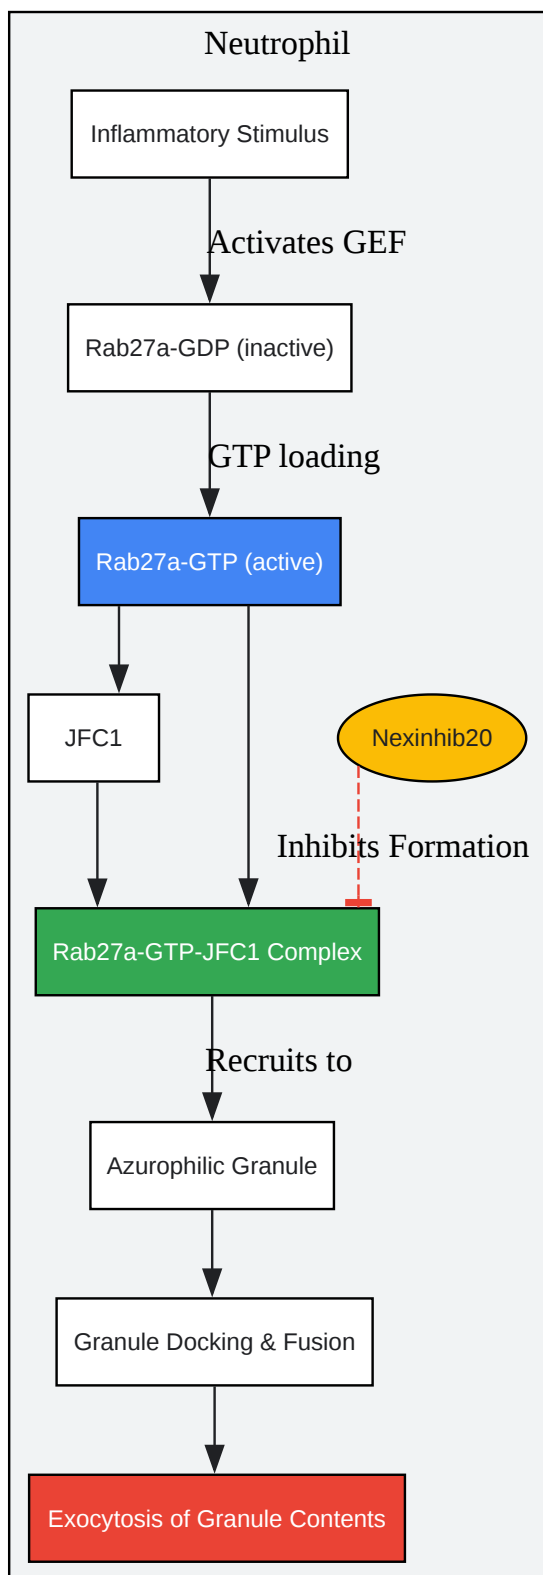 Neutrophil
Inflammatory Stimulus
Activates GEF
Rab27a-GDP (inactive)
GTP loading
Rab27a-GTP (active)
JFC1
Nexinhib20
Inhibits Formation
Rab27a-GTP-JFC1 Complex
Recruits to
Azurophilic Granule
Granule Docking & Fusion
Exocytosis of Granule Contents